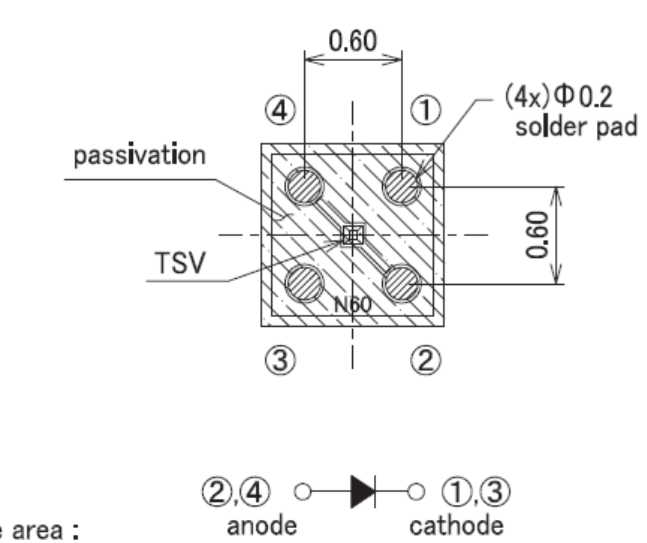 0.60
④ ①
(4x)Φ0.2
solder pad
passivation
0.60
TSV
N60
③ ②
②,④ ①,③
anode cathode
area :